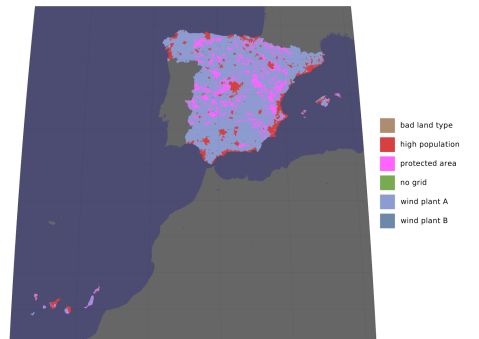 bad land type
high population
protected area
no grid
wind plant A
wind plant B